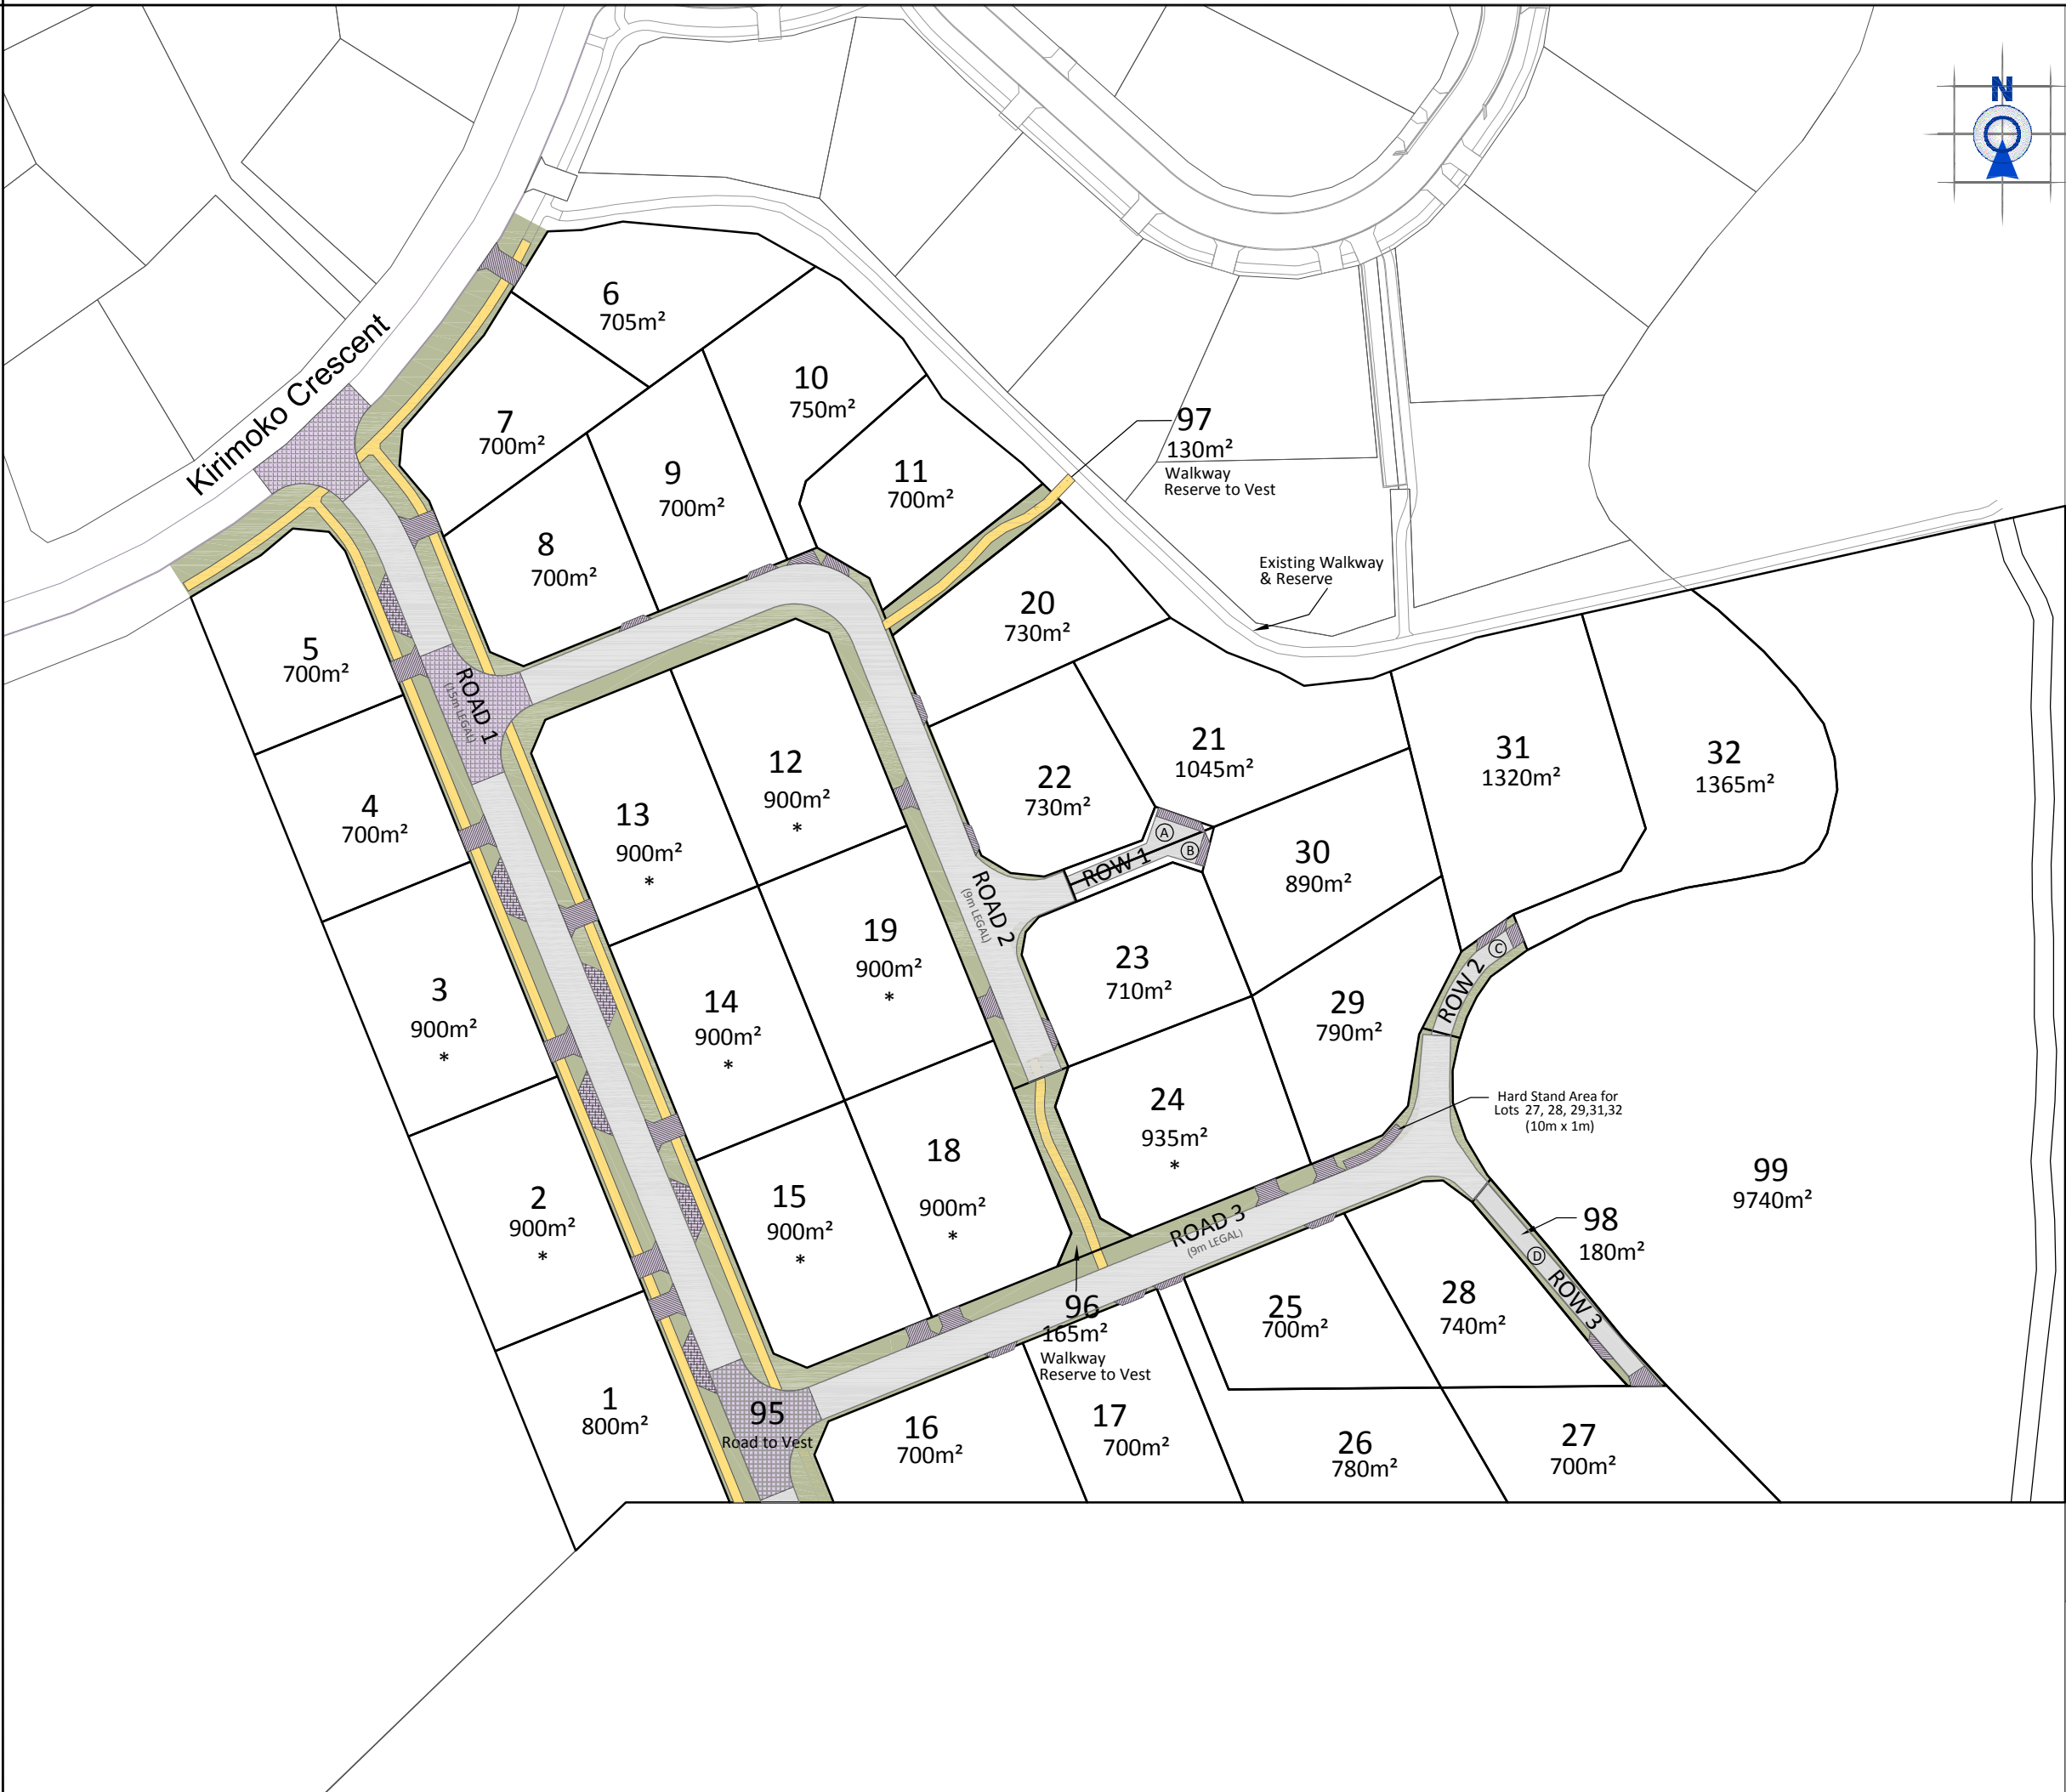 N
Kirimoko Crescent
6
705m²
7
700m²
10
750m²
97
130m²
Walkway
Reserve to Vest
9
700m²
11
700m²
8
700m²
Existing Walkway
& Reserve
5
700m²
20
730m²
ROAD 1
(15m LEGAL)
4
700m²
13
900m²
*
12
900m²
*
22
730m²
21
1045m²
31
1320m²
32
1365m²
A
B
ROW 1
30
890m²
ROAD 2
(9m LEGAL)
3
900m²
*
14
900m²
*
19
900m²
*
23
710m²
29
790m²
ROW 2
C
Hard Stand Area for
Lots 27, 28, 29,31,32
(10m x 1m)
24
935m²
*
2
900m²
*
15
900m²
*
18
900m²
*
ROAD 3
(9m LEGAL)
99
9740m²
98
180m²
D
ROW 3
96
165m²
Walkway
Reserve to Vest
25
700m²
28
740m²
1
800m²
95
Road to Vest
16
700m²
17
700m²
26
780m²
27
700m²